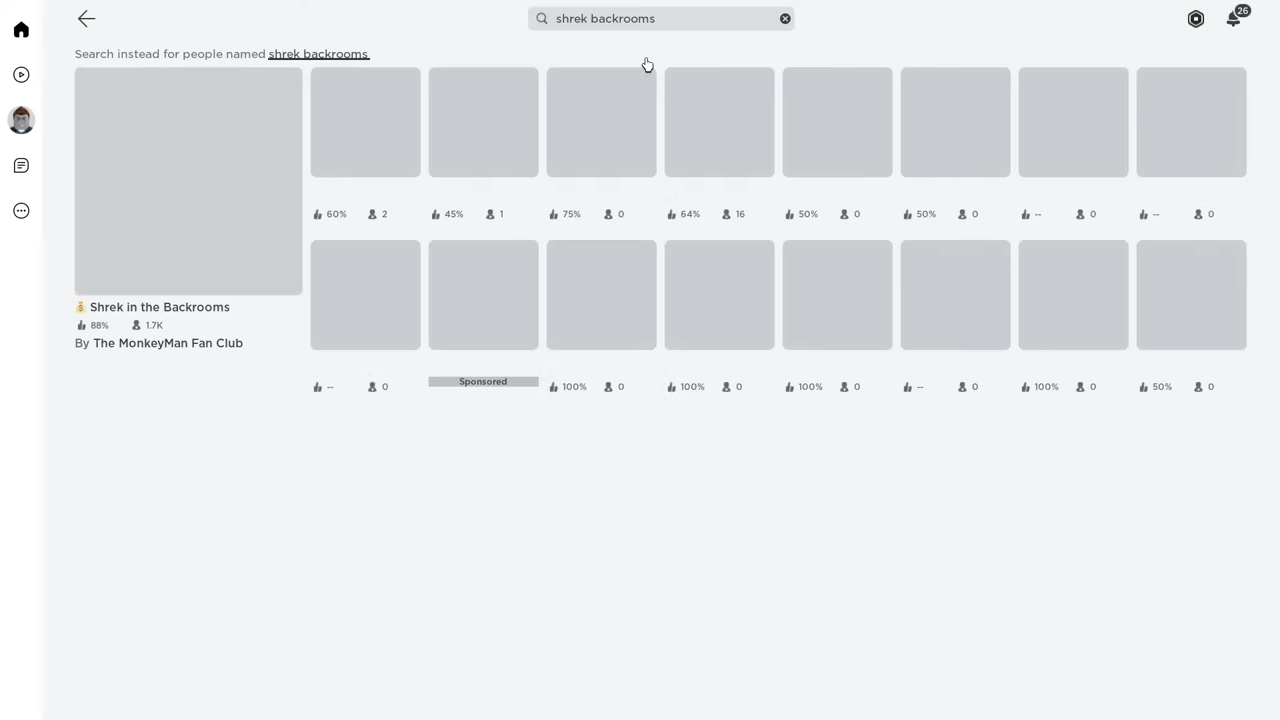 shrek backrooms
26
Search instead for people named shrek backrooms
60% 2 45% 1 75% 0 64% 16 50% 0 50% 0 -- 0 -- 0
💰 Shrek in the Backrooms
88% 1.7K
By The MonkeyMan Fan Club
-- 0 Sponsored 100% 0 100% 0 100% 0 -- 0 100% 0 50% 0